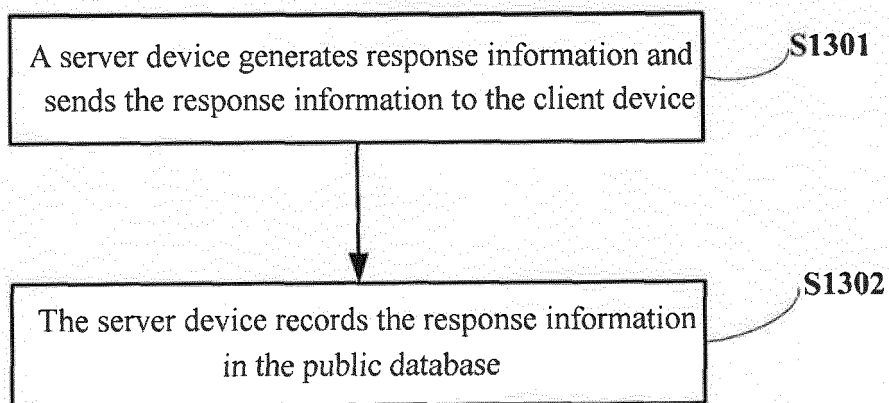 A server device generates response information and
sends the response information to the client device
S1301
The server device records the response information
in the public database
S1302